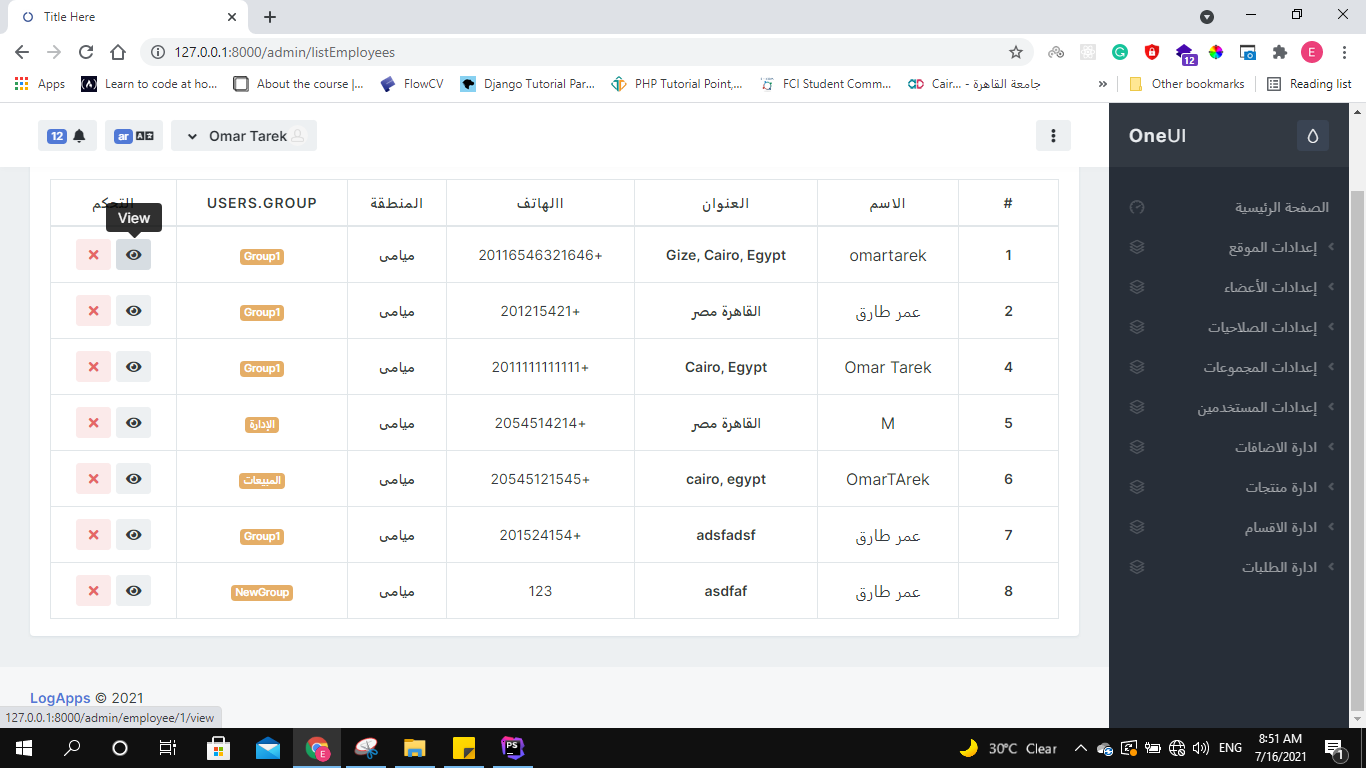 Title Here
127.0.0.1:8000/admin/listEmployees
Apps Learn to code at ho... About the course |... FlowCV Django Tutorial Par... PHP Tutorial Point,... FCI Student Comm... Cair... - جامعة القاهرة » Other bookmarks Reading list
12
12 ar Omar Tarek
OneUI
# الاسم العنوان االهاتف المنطقة USERS.GROUP التحكم
View
1 omartarek Gize, Cairo, Egypt 20116546321646+ ميامى Group1
2 عمر طارق القاهرة مصر 201215421+ ميامى Group1
4 Omar Tarek Cairo, Egypt 2011111111111+ ميامى Group1
5 M القاهرة مصر 2054514214+ ميامى الإدارة
6 OmarTArek cairo, egypt 20545121545+ ميامى المبيعات
7 عمر طارق adsfadsf 201524154+ ميامى Group1
8 عمر طارق asdfaf 123 ميامى NewGroup
الصفحة الرئيسية
إعدادات الموقع
إعدادات الأعضاء
إعدادات الصلاحيات
إعدادات المجموعات
إعدادات المستخدمين
ادارة الاضافات
ادارة منتجات
ادارة الاقسام
ادارة الطلبات
LogApps © 2021
127.0.0.1:8000/admin/employee/1/view
E
E
PS
30°C Clear
ENG
8:51 AM
7/16/2021
1